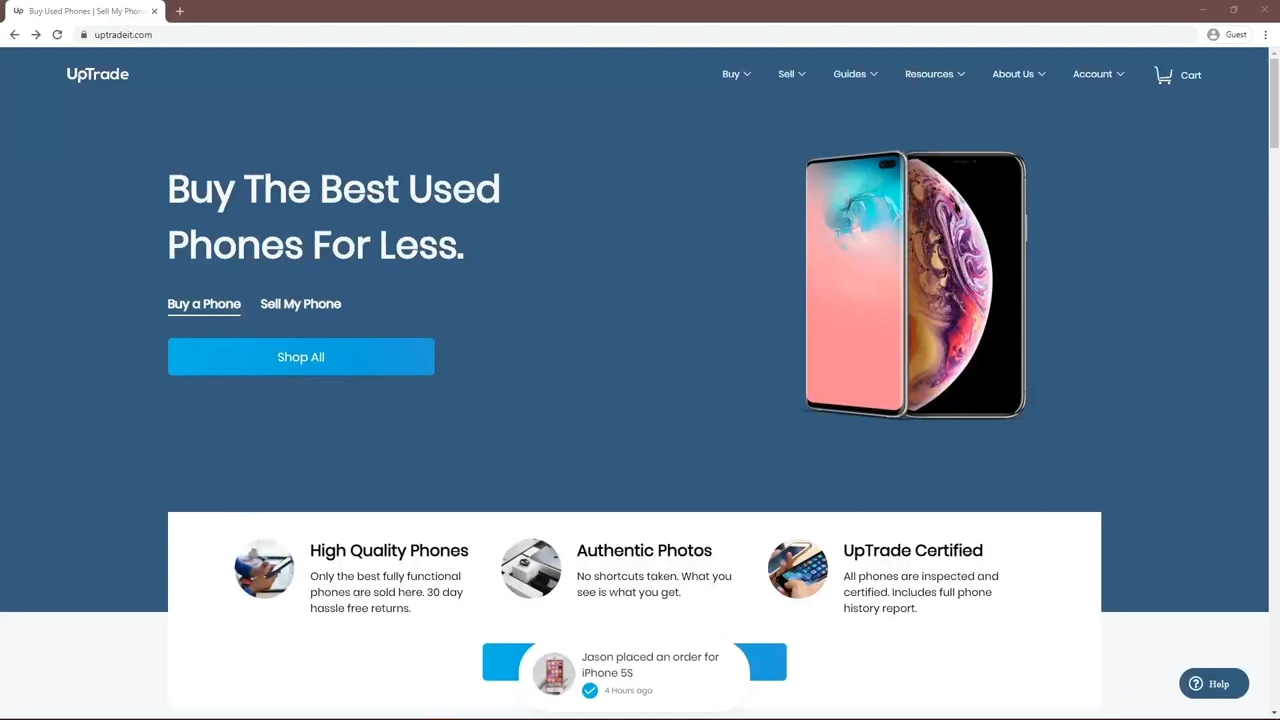 Up Buy Used Phones | Sell My Phon
uptradeit.com
Guest
UpTrade
Buy
Sell
Guides
Resources
About Us
Account
Cart
Buy The Best Used
Phones For Less.
Buy a Phone
Sell My Phone
Shop All
High Quality Phones
Only the best fully functional
phones are sold here. 30 day
hassle free returns.
Authentic Photos
No shortcuts taken. What you
see is what you get.
UpTrade Certified
All phones are inspected and
certified. Includes full phone
history report.
Jason placed an order for
iPhone 5S
4 Hours ago
Help